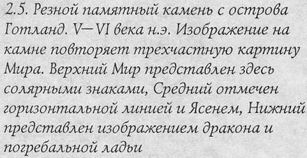 2.5. Резной памятный камень с острова
Готланд. V—VI века н.э. Изображение на
камне повторяет трехчастную картину
Мира. Верхний Мир представлен здесь
солярными знаками, Средний отмечен
горизонтальной линией и Ясенем, Нижний
представлен изображением дракона и
погребальной ладьи